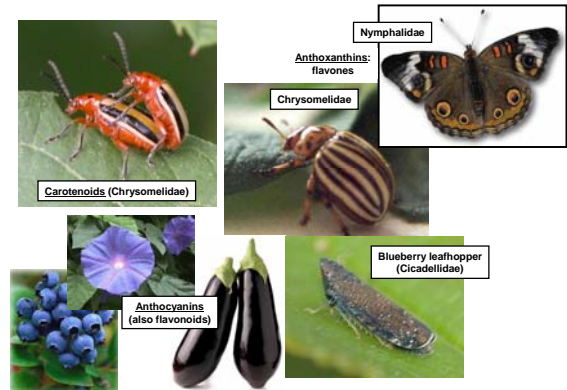 Nymphalidae
Anthoxanthins:
flavones
Chrysomelidae
Carotenoids (Chrysomelidae)
Blueberry leafhopper
(Cicadellidae)
Anthocyanins
(also flavonoids)